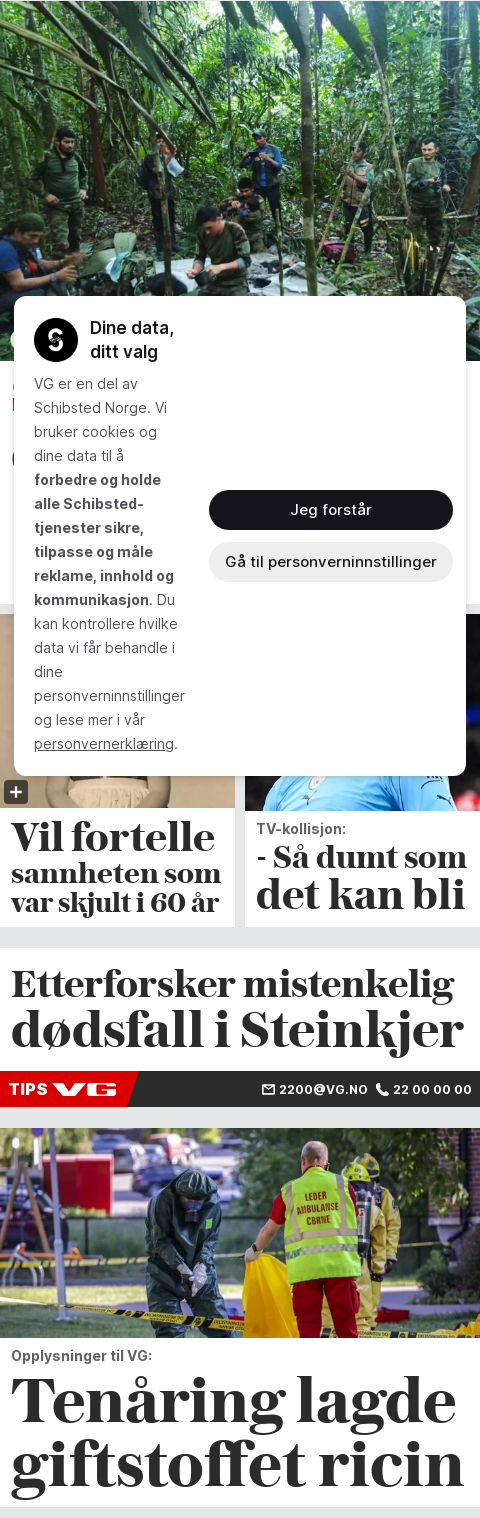 Dine data,
ditt valg
VG er en del av
Schibsted Norge. Vi
bruker cookies og
dine data til å
forbedre og holde
alle Schibsted-
tjenester sikre,
tilpasse og måle
reklame, innhold og
kommunikasjon. Du
kan kontrollere hvilke
data vi får behandle i
dine
personverninnstillinger
og lese mer i vår
personvernerklæring.
Jeg forstår
Gå til personverninnstillinger
Vil fortelle
sannheten som
var skjult i 60 år
TV-kollisjon:
- Så dumt som
det kan bli
Etterforsker mistenkelig
dødsfall i Steinkjer
TIPS VG 2200@VG.NO 22 00 00 00
LEDER
AMBULANSE
CBRNE
Opplysninger til VG:
Tenåring lagde
giftstoffet ricin